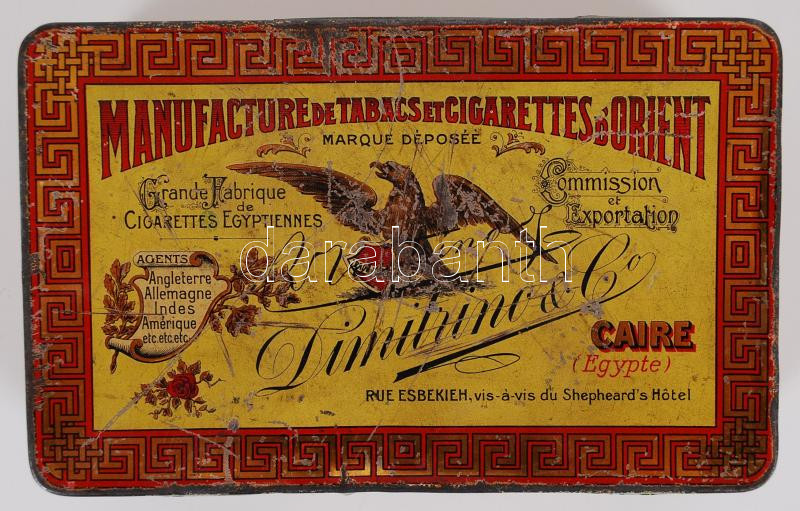 MANUFACTURE DE TABACS ET CIGARETTES D'ORIENT
MARQUE DÉPOSÉE
Grande Fabrique
de
CIGARETTES EGYPTIENNES
Commission
et
Exportation
AGENTS
Angleterre
Allemagne
Indes
Amérique
etc.etc.etc.
darabanth
Dimitrino & Co
CAIRE
(Egypte)
RUE ESBEKIEH, vis-à-vis du Shepheard's Hôtel